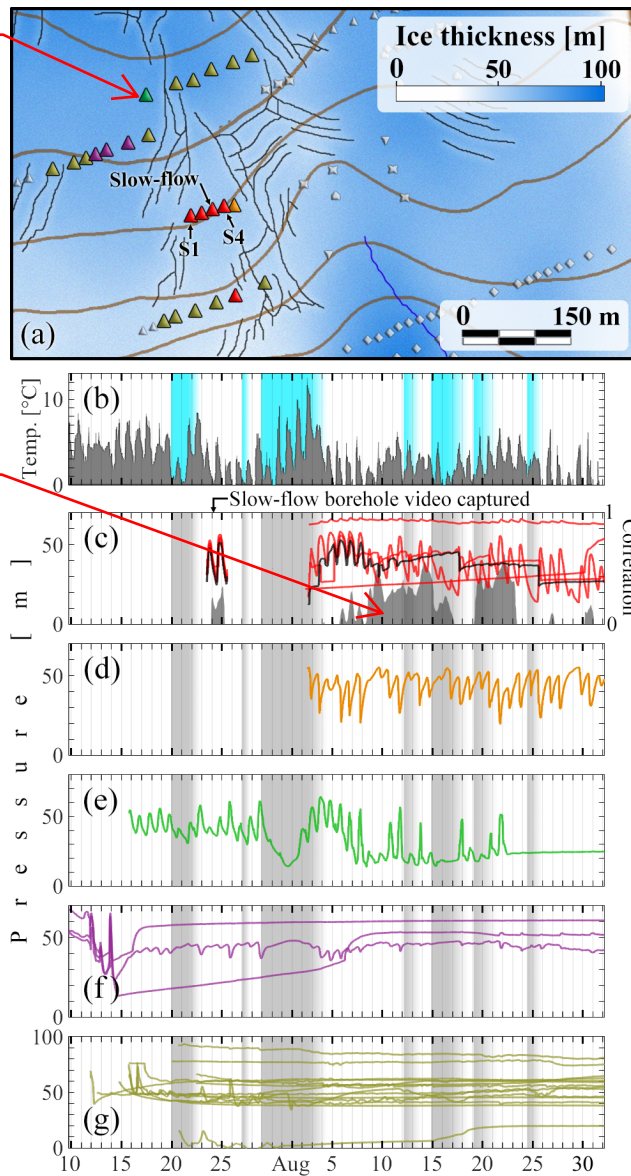 Ice thickness [m]
0 50 100
Slow-flow
S1
S4
0 150 m
(a)
(b)
Temp. [°C]
10
0
Slow-flow borehole video captured
(c)
50
0
1
0
Correlation
Pressure [m]
(d)
50
0
(e)
50
0
(f)
50
0
(g)
100
50
0
10 15 20 25 Aug 5 10 15 20 25 30